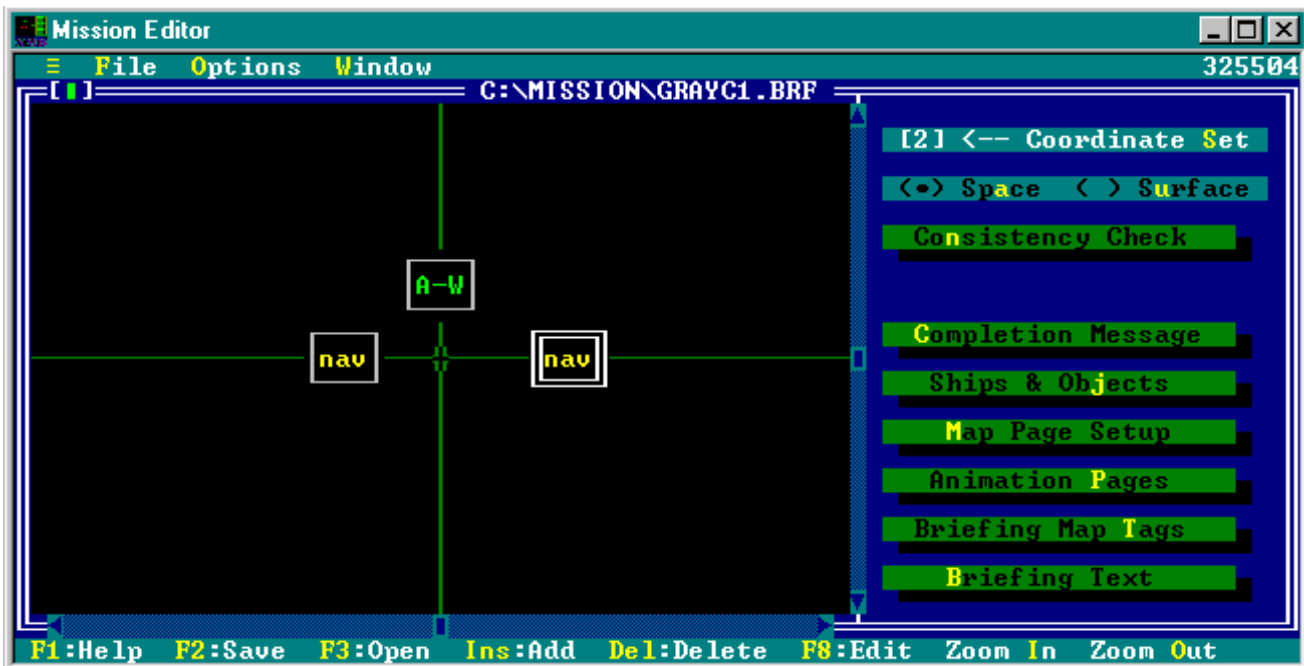 Mission Editor
≡ File Options Window 325504
[▮] C:\MISSION\GRAYC1.BRF
[2] <-- Coordinate Set
(•) Space ( ) Surface
Consistency Check
A-W
Completion Message
nav nav
Ships & Objects
Map Page Setup
Animation Pages
Briefing Map Tags
Briefing Text
F1:Help F2:Save F3:Open Ins:Add Del:Delete F8:Edit Zoom In Zoom Out